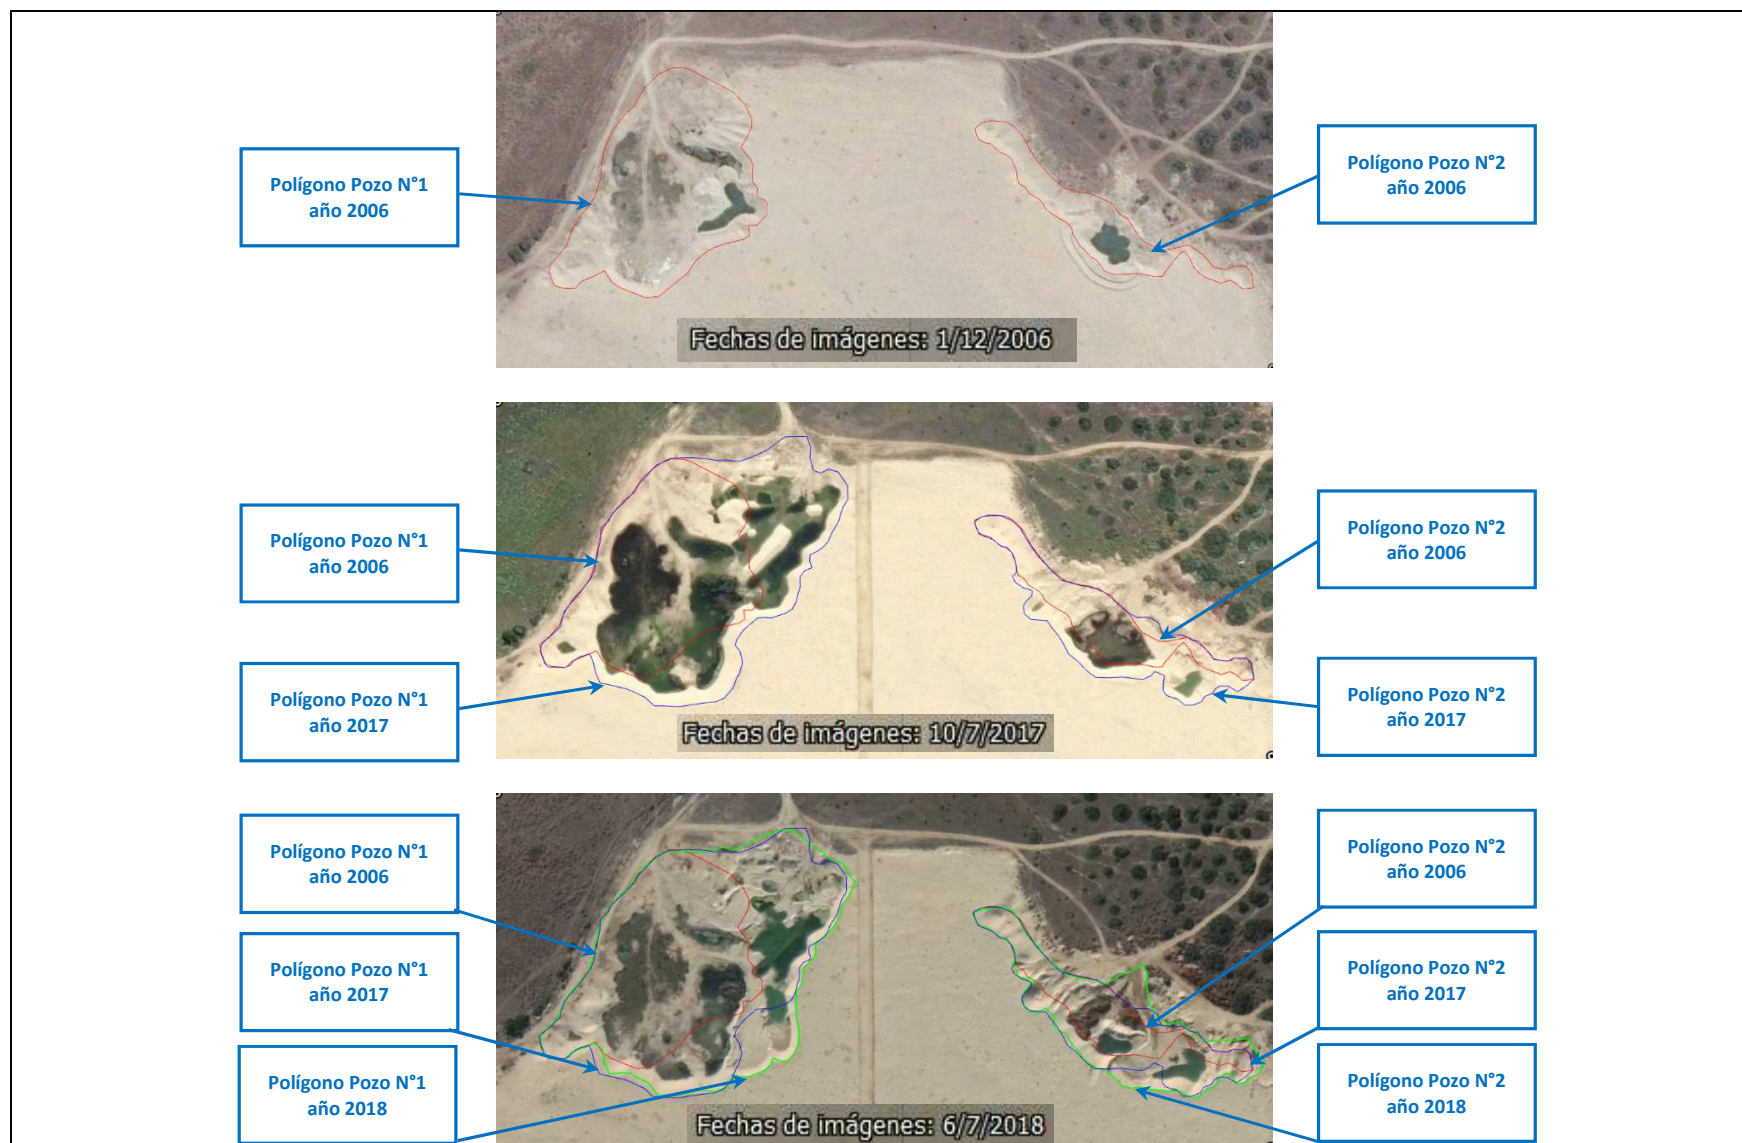 Polígono Pozo N°1
año 2006
Polígono Pozo N°2
año 2006
Fechas de imágenes: 1/12/2006
Polígono Pozo N°1
año 2006
Polígono Pozo N°2
año 2006
Polígono Pozo N°1
año 2017
Polígono Pozo N°2
año 2017
Fechas de imágenes: 10/7/2017
Polígono Pozo N°1
año 2006
Polígono Pozo N°2
año 2006
Polígono Pozo N°1
año 2017
Polígono Pozo N°2
año 2017
Polígono Pozo N°1
año 2018
Polígono Pozo N°2
año 2018
Fechas de imágenes: 6/7/2018